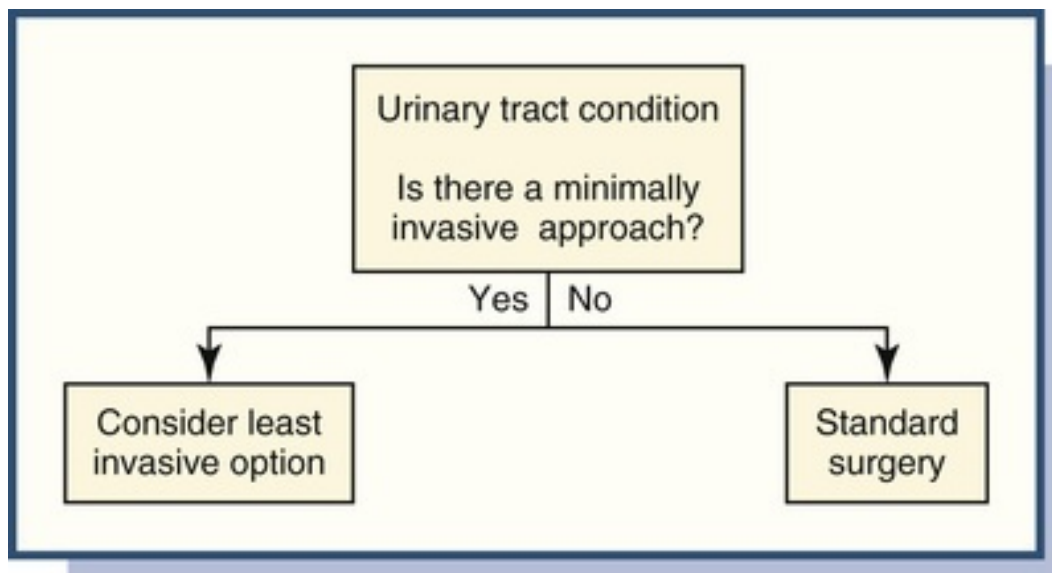 Urinary tract condition
Is there a minimally
invasive approach?
Yes
No
Consider least
invasive option
Standard
surgery